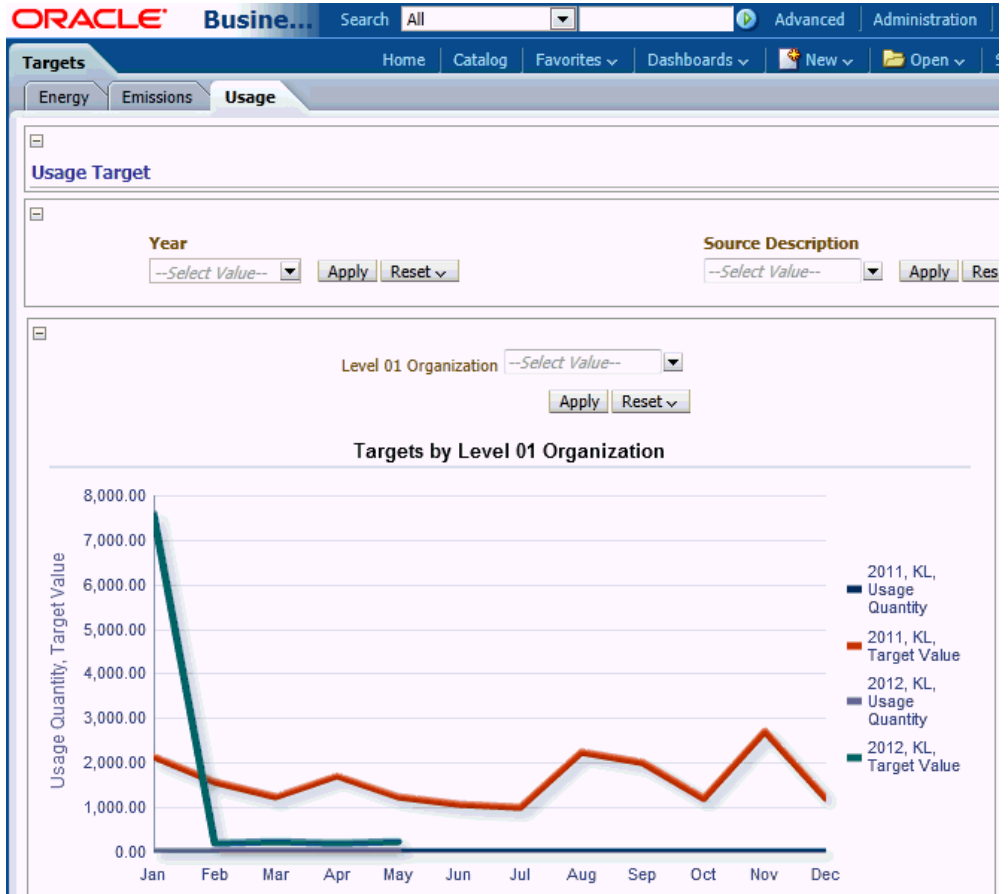 ORACLE® Busine... Search All Advanced Administration
Targets Home Catalog Favorites Dashboards New Open
Energy Emissions Usage
Usage Target
Year Source Description
--Select Value-- Apply Reset --Select Value-- Apply Res
Level 01 Organization --Select Value--
Apply Reset
Targets by Level 01 Organization
Usage Quantity, Target Value
8,000.00
7,000.00
6,000.00
5,000.00
4,000.00
3,000.00
2,000.00
1,000.00
0.00
Jan Feb Mar Apr May Jun Jul Aug Sep Oct Nov Dec
2011, KL,
Usage
Quantity
2011, KL,
Target Value
2012, KL,
Usage
Quantity
2012, KL,
Target Value